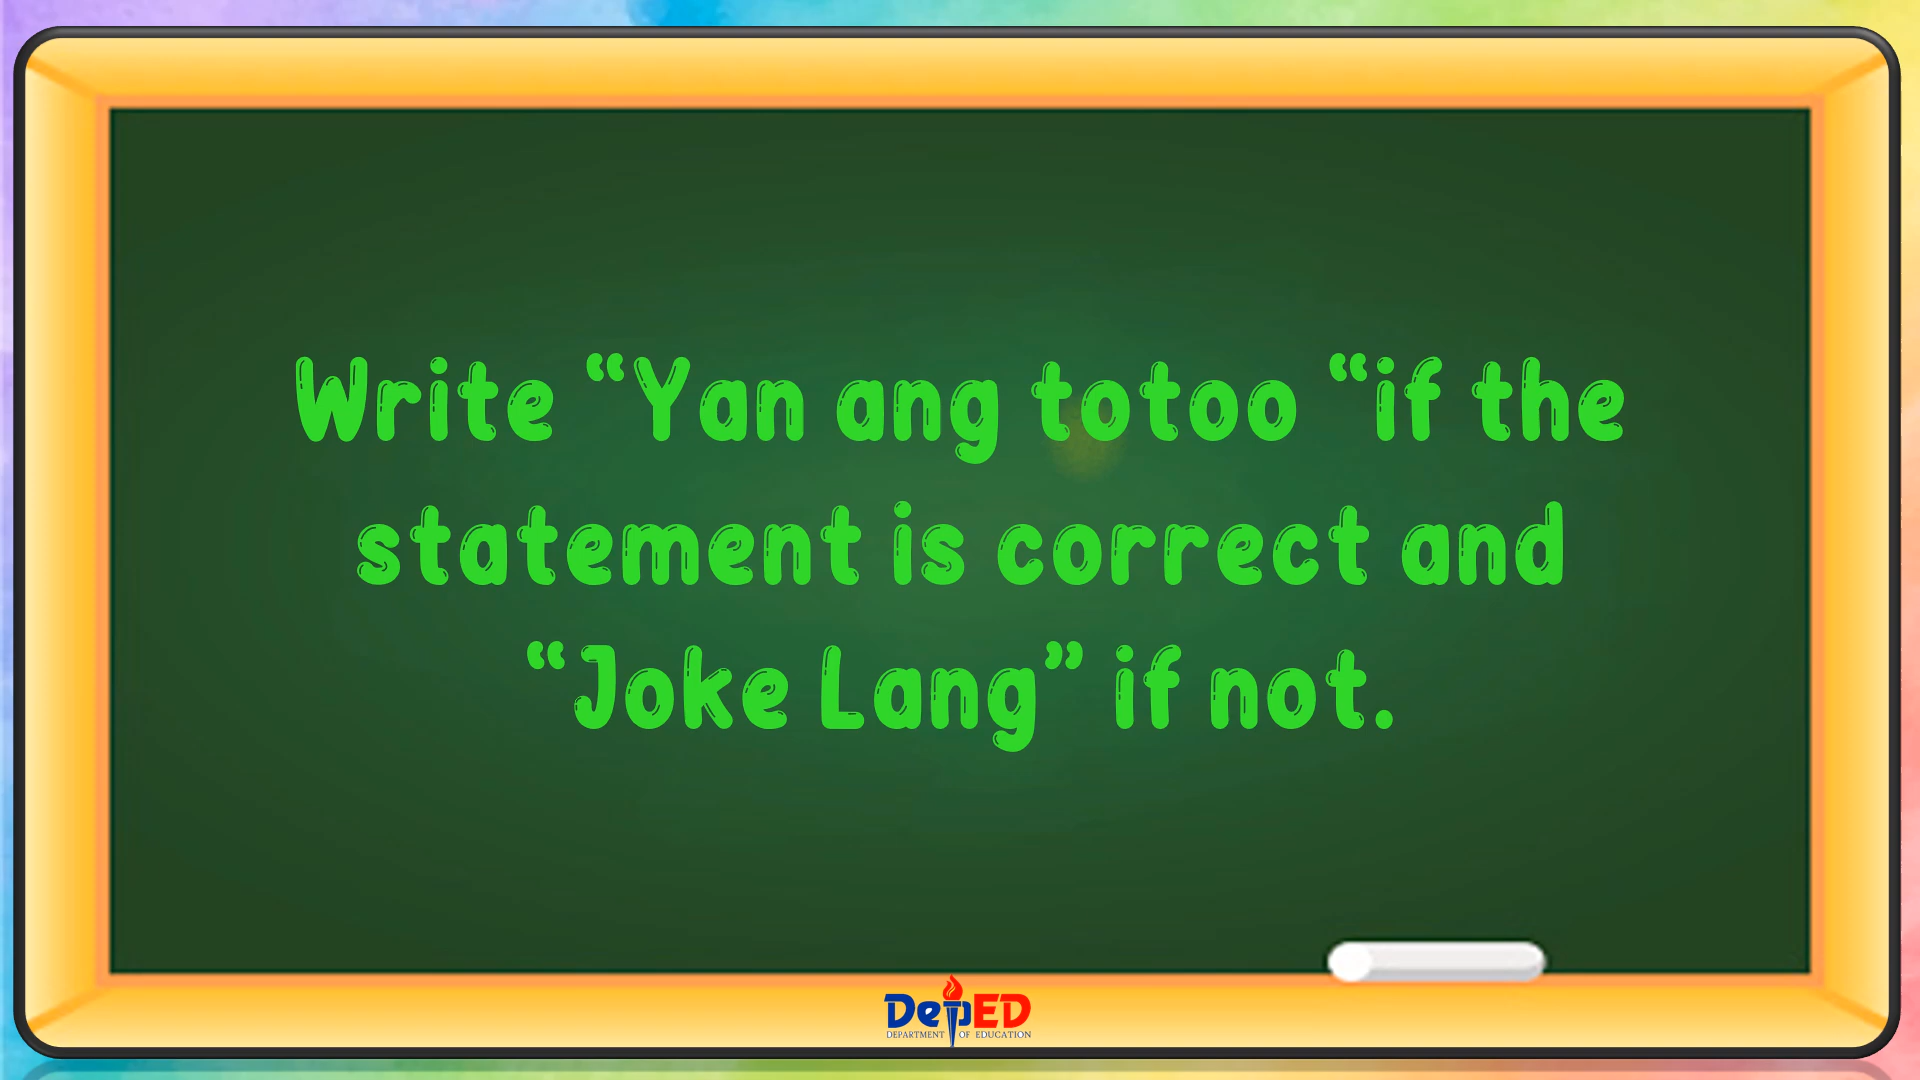 Write “Yan ang totoo “if the
statement is correct and
“Joke Lang” if not.
DepED
DEPARTMENT OF EDUCATION